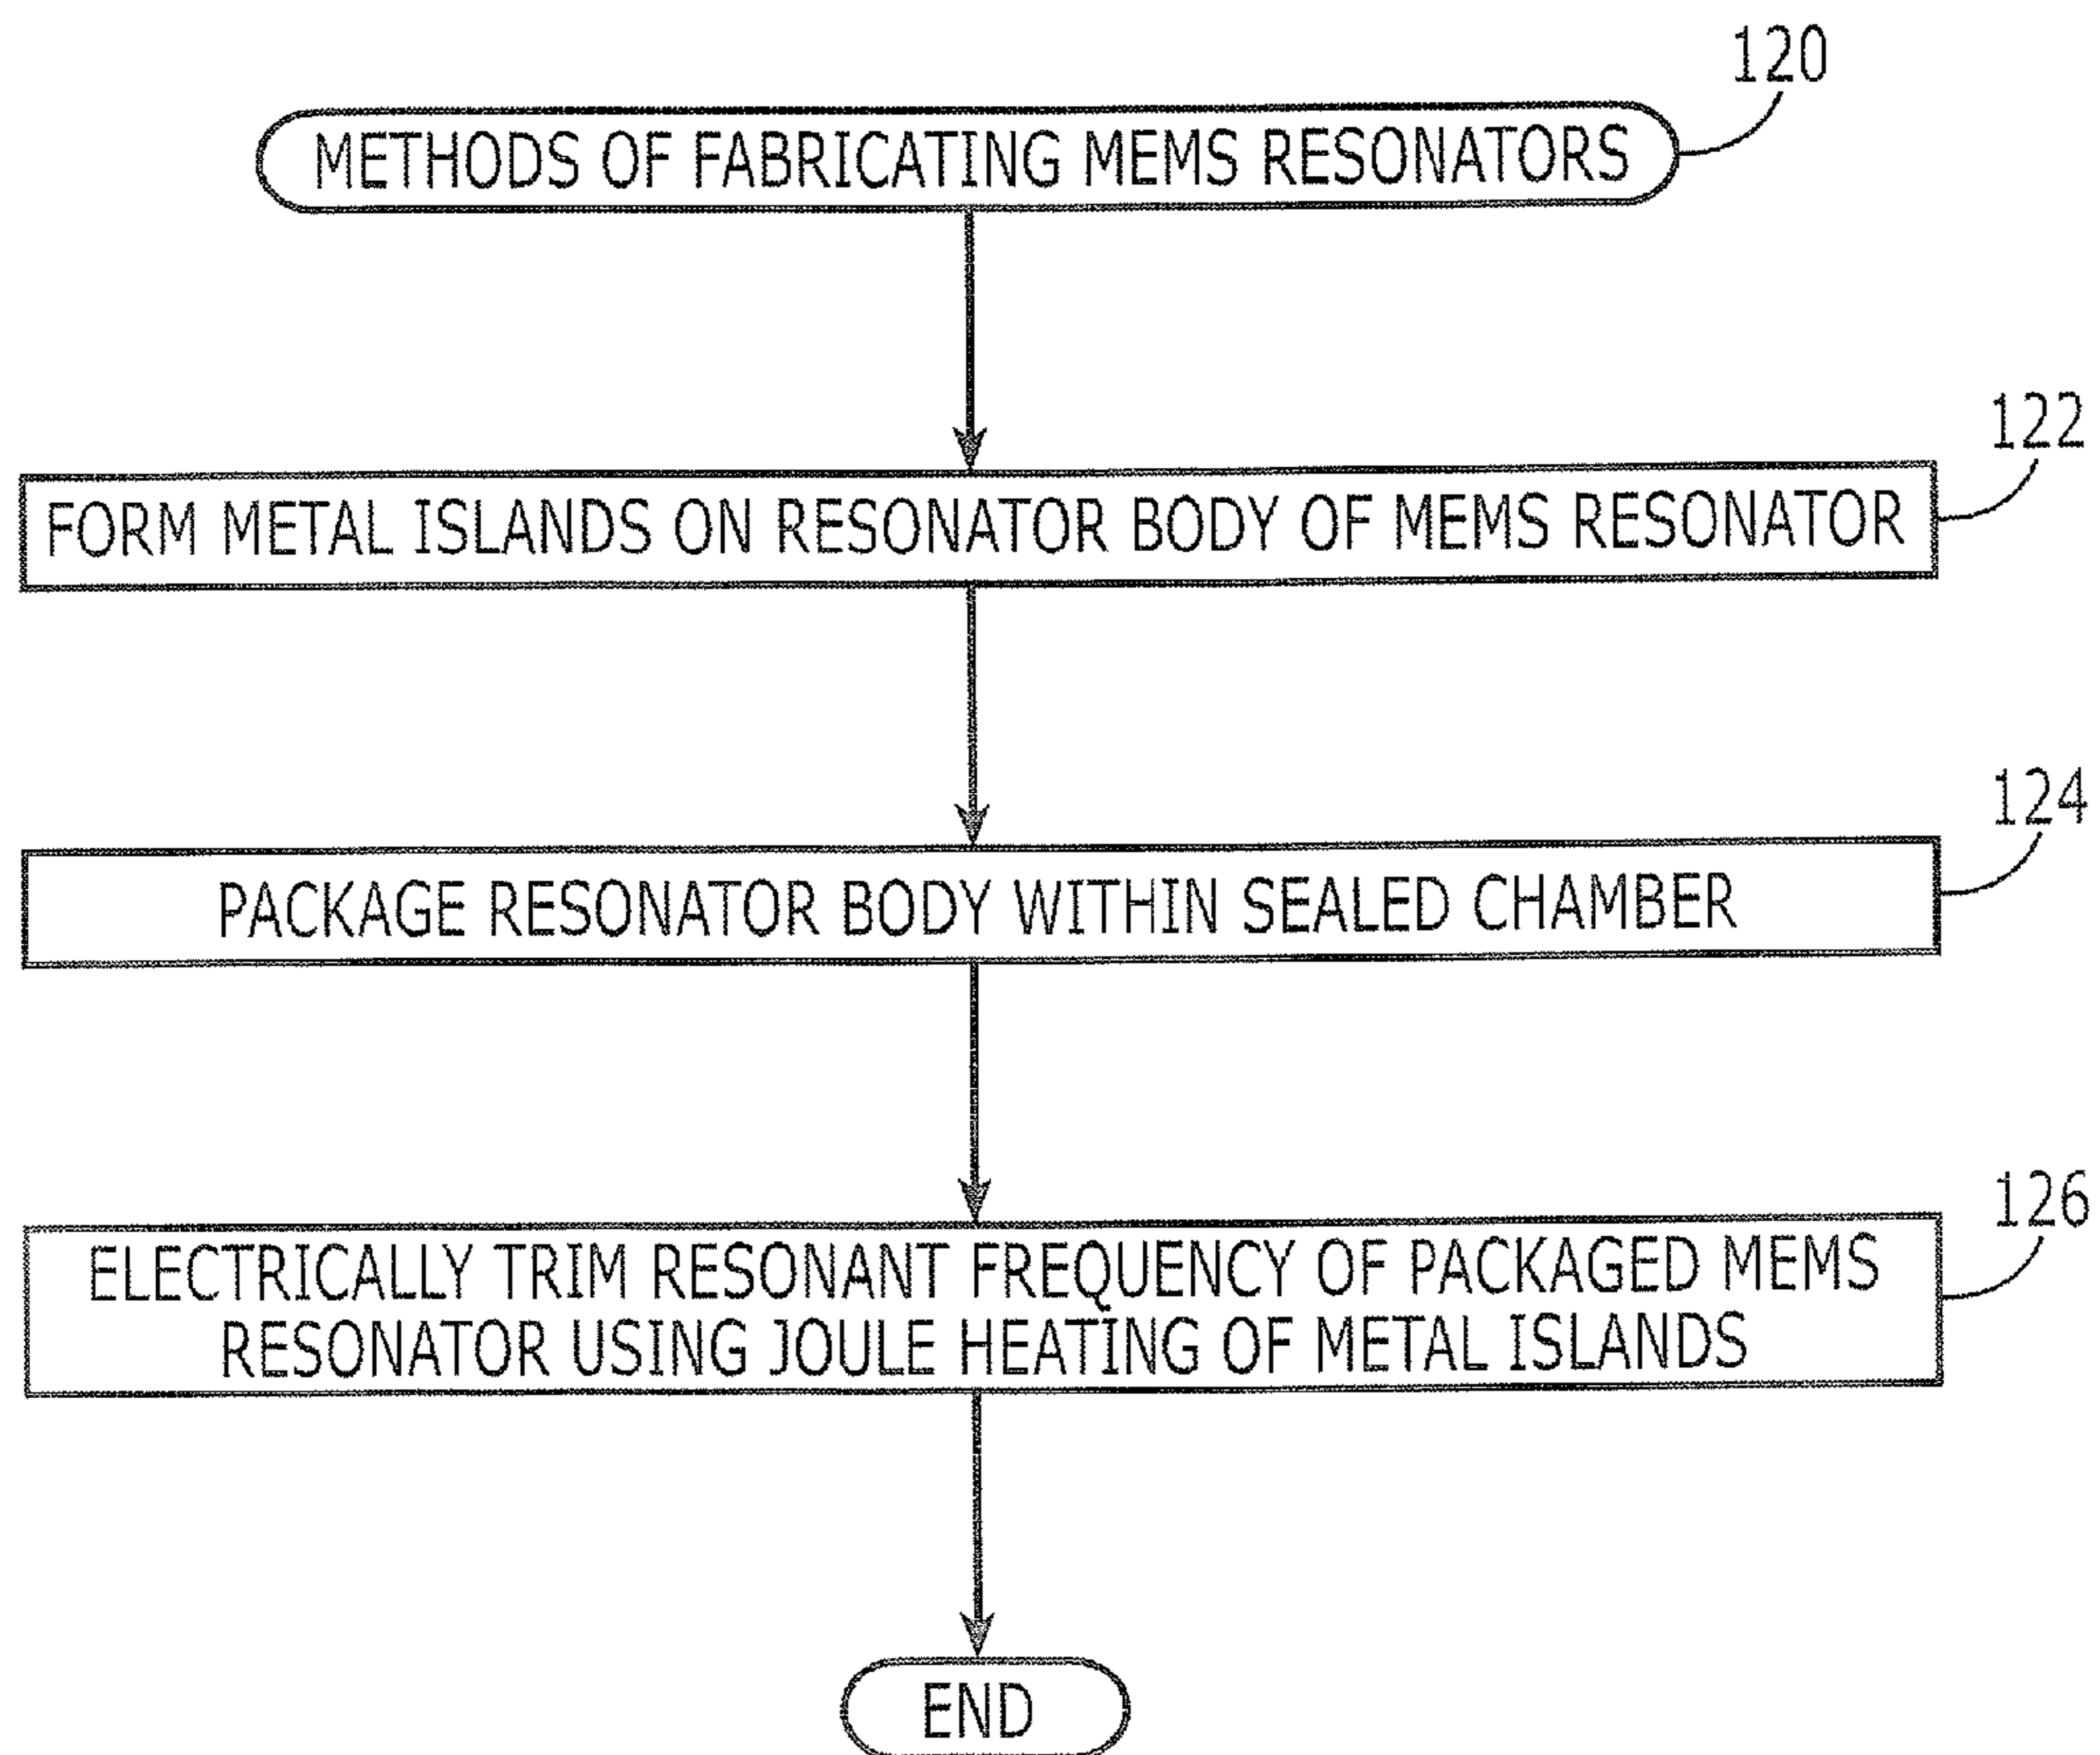 120
METHODS OF FABRICATING MEMS RESONATORS
122
FORM METAL ISLANDS ON RESONATOR BODY OF MEMS RESONATOR
124
PACKAGE RESONATOR BODY WITHIN SEALED CHAMBER
126
ELECTRICALLY TRIM RESONANT FREQUENCY OF PACKAGED MEMS
RESONATOR USING JOULE HEATING OF METAL ISLANDS
END